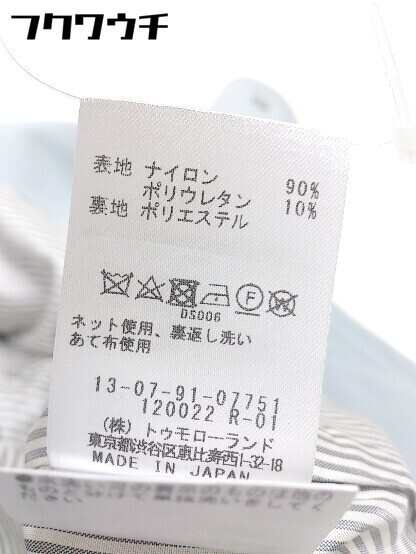 フクワウチ
表地 ナイロン 90%
ポリウレタン 10%
裏地 ポリエステル
DS006
ネット使用、裏返し洗い
あて布使用
13-07-91-07751
120022 R-01
(株) トゥモローランド
東京都渋谷区恵比寿西1-32-18
MADE IN JAPAN